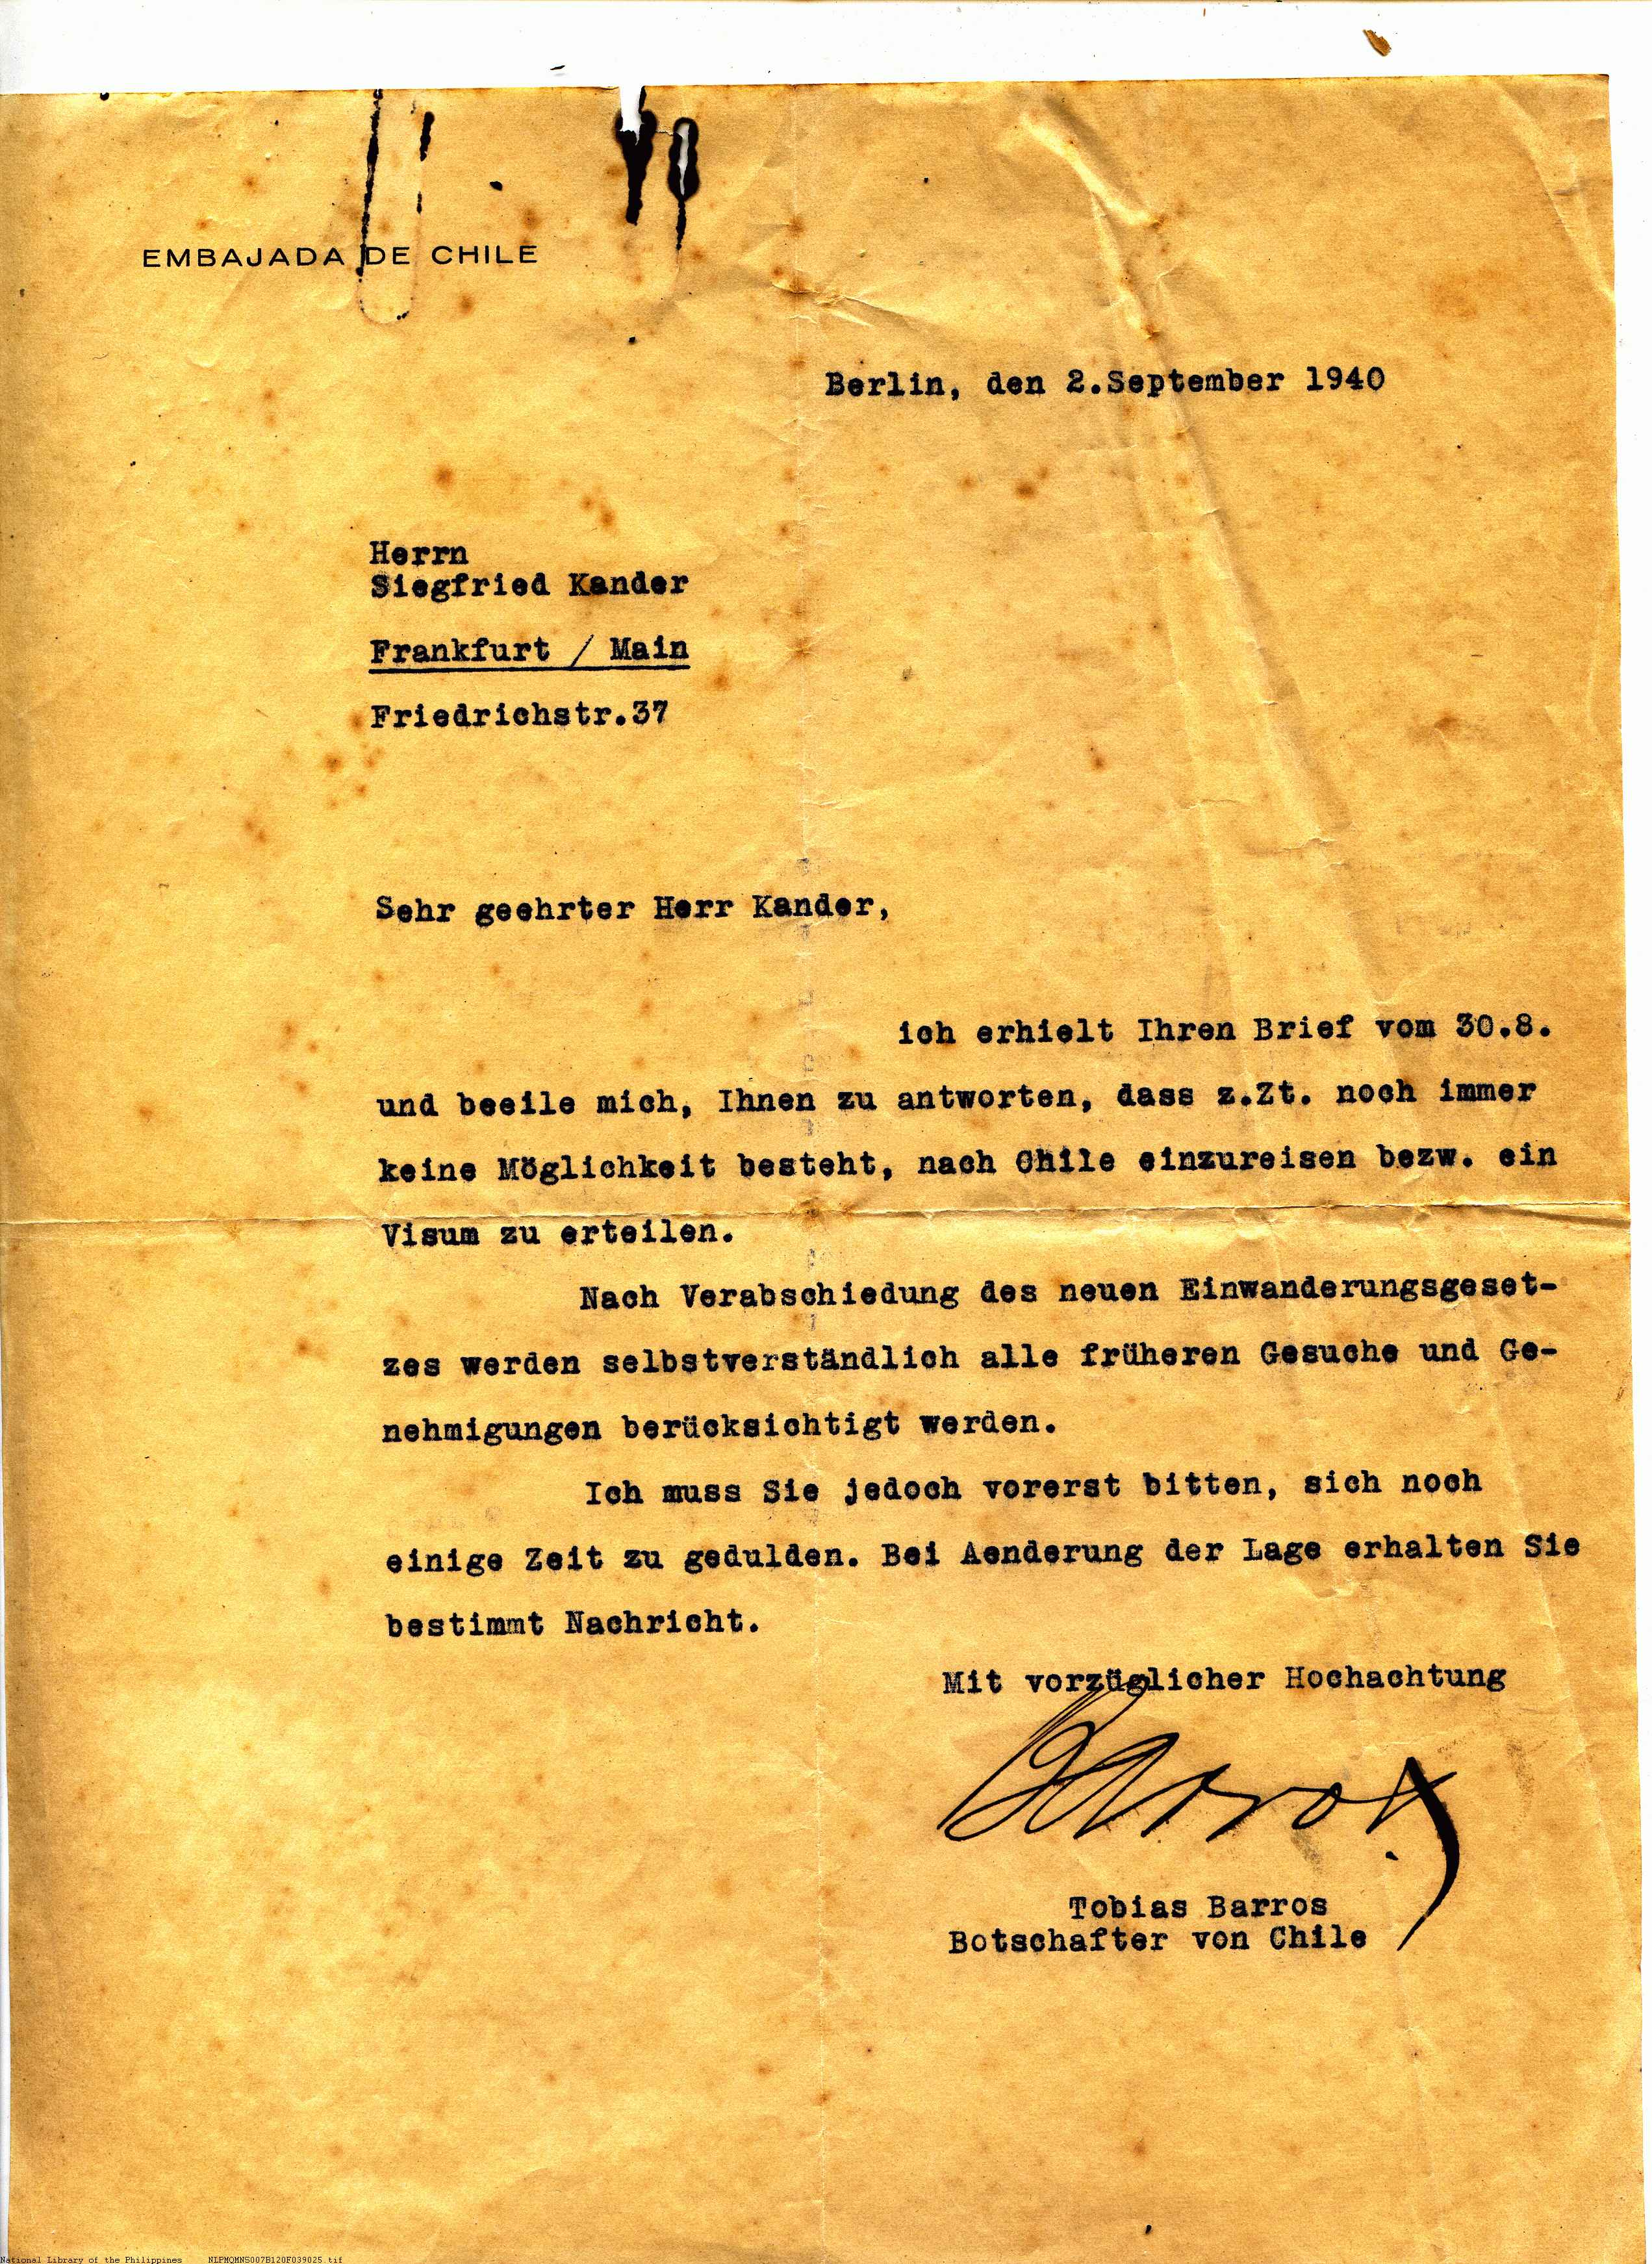 EMBAJADA DE CHILE
Berlin, den 2.September 1940
Herrn
Siegfried Kander
Frankfurt / Main
Friedrichstr.37
Sehr geehrter Herr Kander,
ich erhielt Ihren Brief vom 30.8.
und beeile mich, Ihnen zu antworten, dass z.Zt. noch immer
keine Möglichkeit besteht, nach Chile einzureisen bezw. ein
Visum zu erteilen.
Nach Verabschiedung des neuen Einwanderungsgeset-
zes werden selbstverständlich alle früheren Gesuche und Ge-
nehmigungen berücksichtigt werden.
Ich muss Sie jedoch vorerst bitten, sich noch
einige Zeit zu gedulden. Bei Aenderung der Lage erhalten Sie
bestimmt Nachricht.
Mit vorzüglicher Hochachtung
Barros
Tobias Barros
Botschafter von Chile
National Library of the Philippines NLPMQMNS007B120F039025.tif